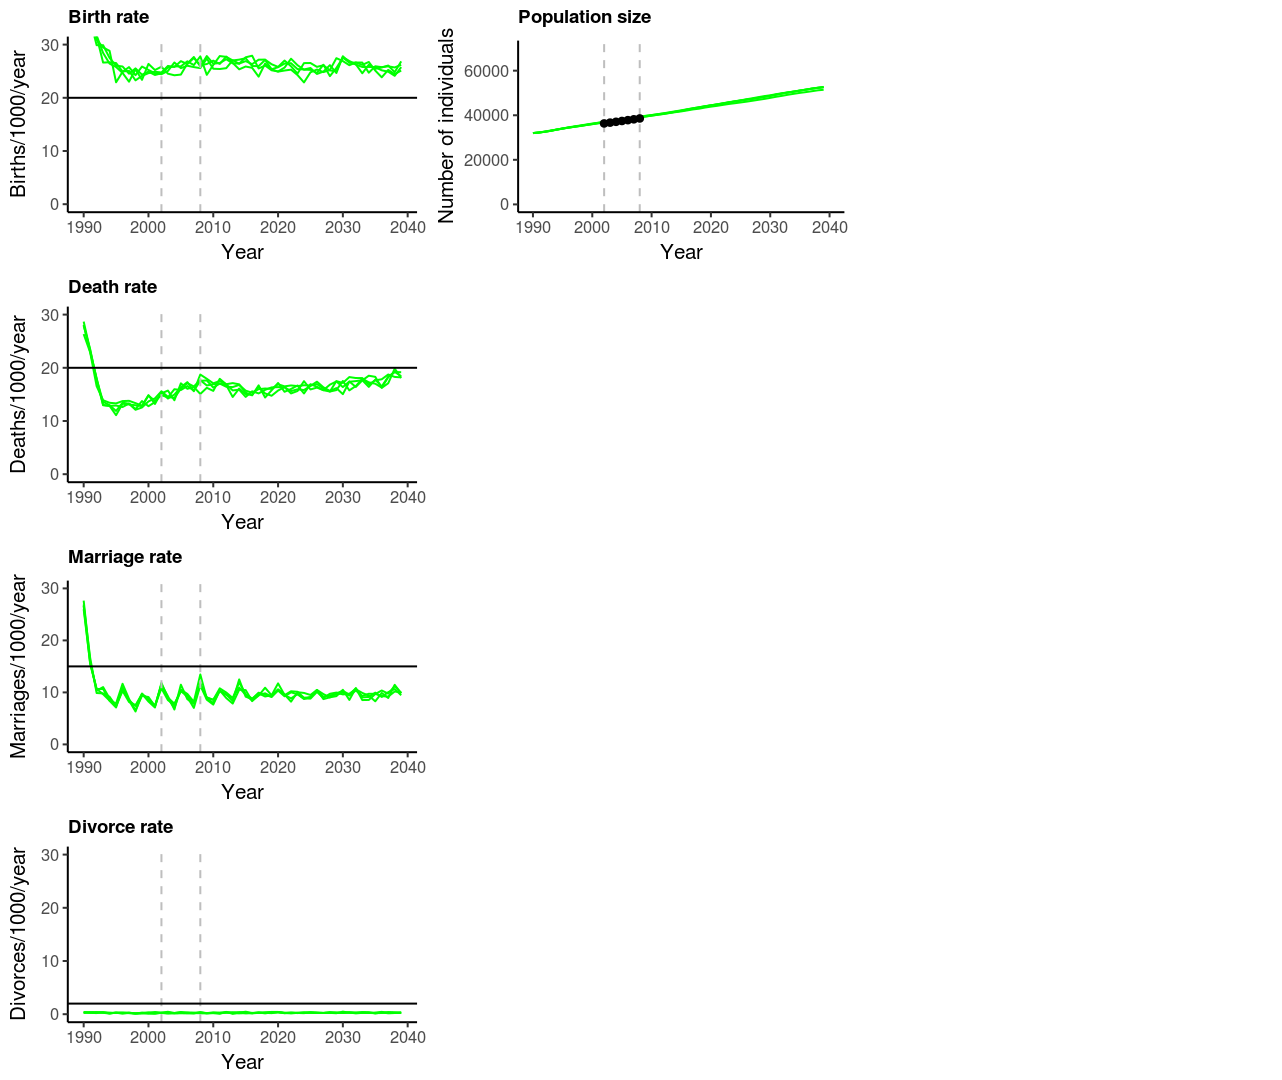 Birth rate
Births/1000/year
30
20
10
0
1990 2000 2010 2020 2030 2040
Year
Population size
Number of individuals
60000
40000
20000
0
1990 2000 2010 2020 2030 2040
Year
Death rate
Deaths/1000/year
30
20
10
0
1990 2000 2010 2020 2030 2040
Year
Marriage rate
Marriages/1000/year
30
20
10
0
1990 2000 2010 2020 2030 2040
Year
Divorce rate
Divorces/1000/year
30
20
10
0
1990 2000 2010 2020 2030 2040
Year